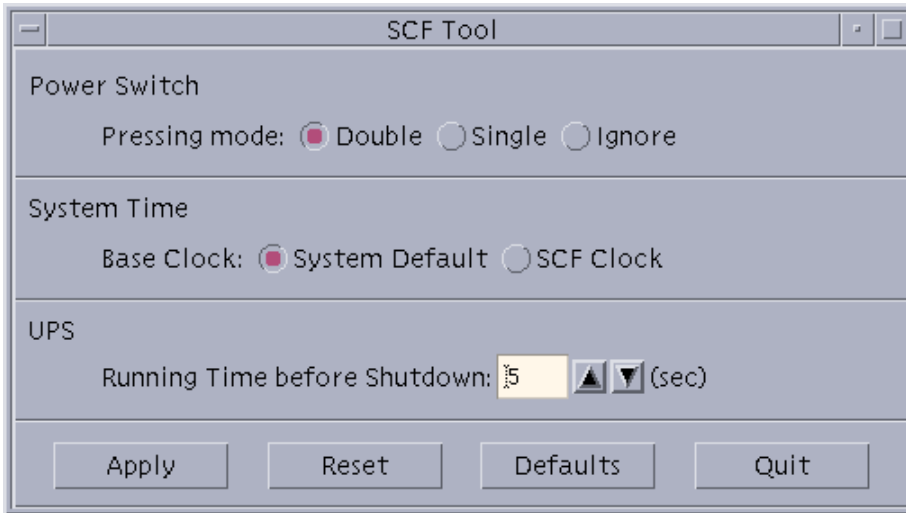 SCF Tool
Power Switch
Pressing mode: Double Single Ignore
System Time
Base Clock: System Default SCF Clock
UPS
Running Time before Shutdown: 5 (sec)
Apply Reset Defaults Quit